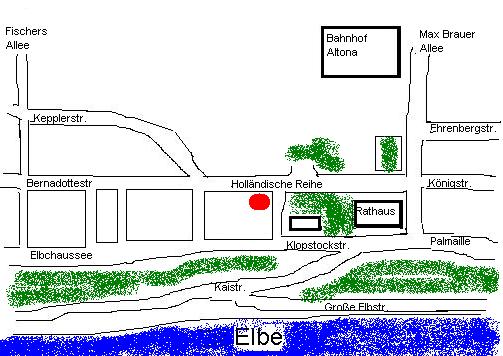 Fischers
Allee
Bahnhof
Altona
Max Brauer
Allee
Kepplerstr.
Ehrenbergstr.
Bernadottestr
Holländische Reihe
Königstr.
Rathaus
Elbchaussee
Klopstockstr.
Palmaille
Kaistr.
Große Elbstr.
Elbe